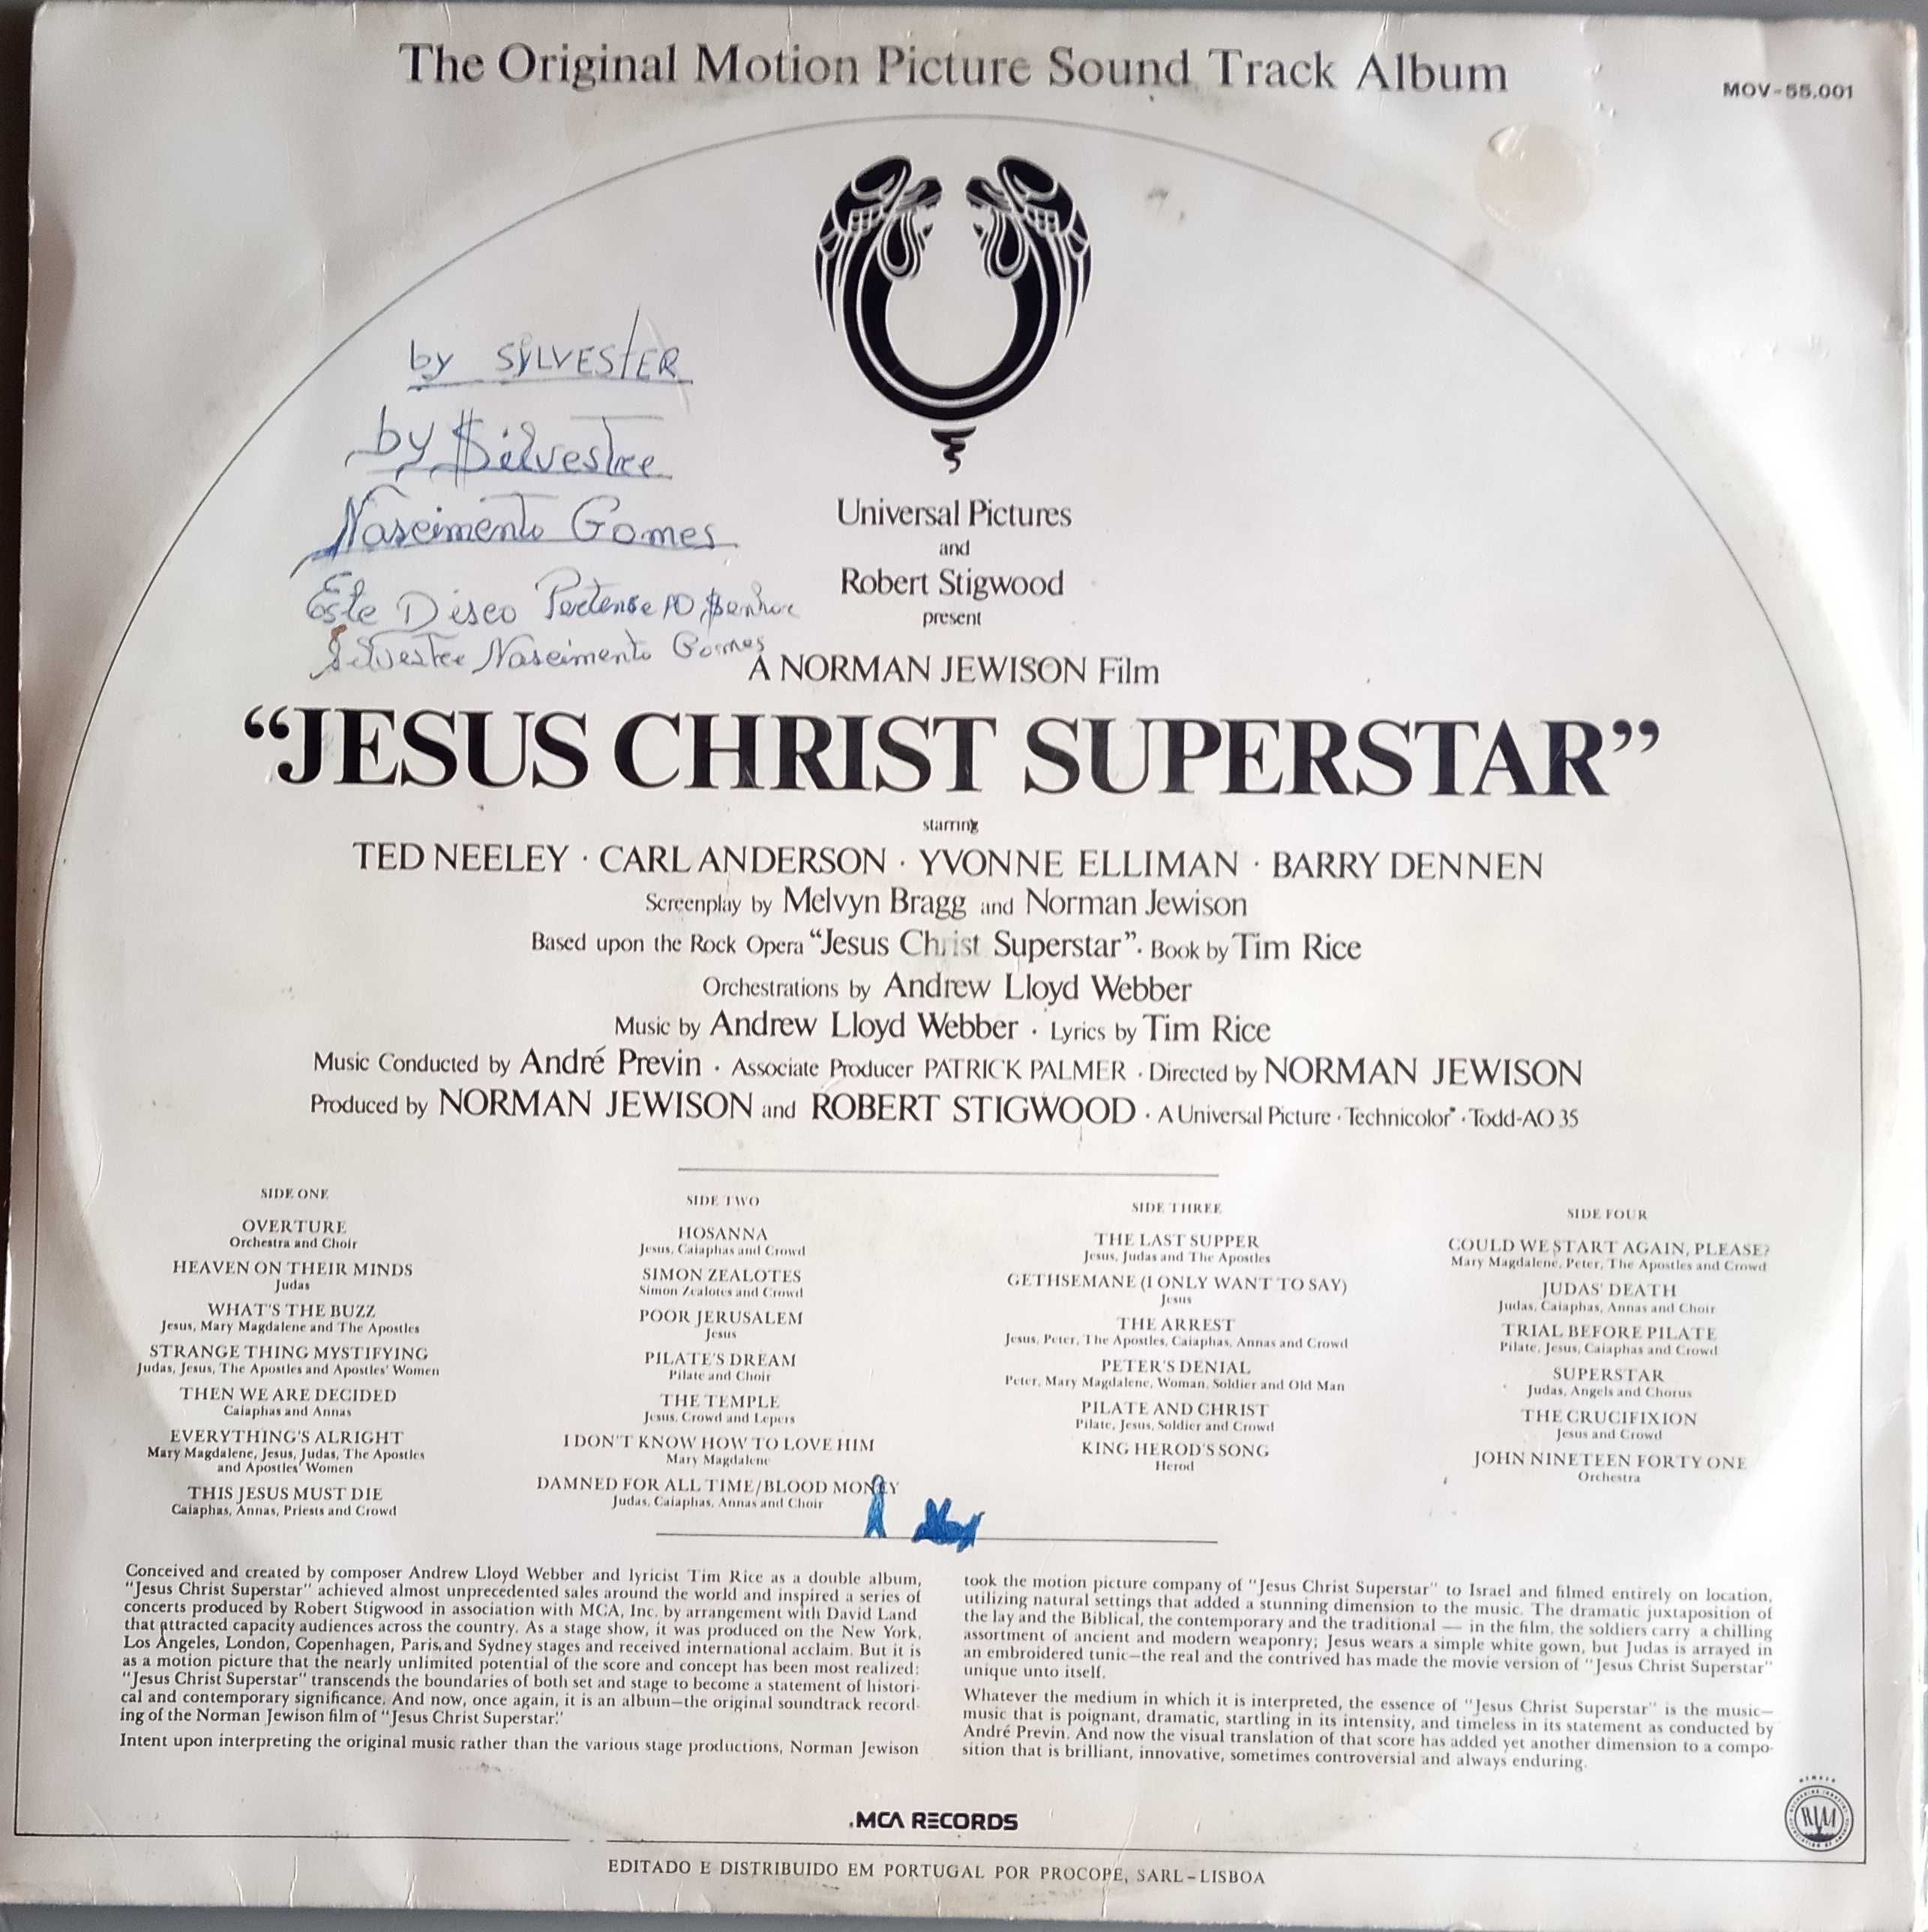 The Original Motion Picture Sound Track Album
MOV-55.001
by SYLVESTER
by Silvestre
Nascimento Gomes
Este Disco Pertense AO Senhor
Silvestre Nascimento Gomes
Universal Pictures
and
Robert Stigwood
present
A NORMAN JEWISON Film
“JESUS CHRIST SUPERSTAR”
starring
TED NEELEY · CARL ANDERSON · YVONNE ELLIMAN · BARRY DENNEN
Screenplay by Melvyn Bragg and Norman Jewison
Based upon the Rock Opera “Jesus Christ Superstar” · Book by Tim Rice
Orchestrations by Andrew Lloyd Webber
Music by Andrew Lloyd Webber · Lyrics by Tim Rice
Music Conducted by André Previn · Associate Producer PATRICK PALMER · Directed by NORMAN JEWISON
Produced by NORMAN JEWISON and ROBERT STIGWOOD · A Universal Picture · Technicolor® · Todd-AO 35
SIDE ONE
OVERTURE
Orchestra and Choir
HEAVEN ON THEIR MINDS
Judas
WHAT'S THE BUZZ
Jesus, Mary Magdalene and The Apostles
STRANGE THING MYSTIFYING
Judas, Jesus, The Apostles and Apostles' Women
THEN WE ARE DECIDED
Caiaphas and Annas
EVERYTHING'S ALRIGHT
Mary Magdalene, Jesus, Judas, The Apostles
and Apostles' Women
THIS JESUS MUST DIE
Caiaphas, Annas, Priests and Crowd
SIDE TWO
HOSANNA
Jesus, Caiaphas and Crowd
SIMON ZEALOTES
Simon Zealotes and Crowd
POOR JERUSALEM
Jesus
PILATE'S DREAM
Pilate and Choir
THE TEMPLE
Jesus, Crowd and Lepers
I DON'T KNOW HOW TO LOVE HIM
Mary Magdalene
DAMNED FOR ALL TIME/BLOOD MONEY
Judas, Caiaphas, Annas and Choir
SIDE THREE
THE LAST SUPPER
Jesus, Judas and The Apostles
GETHSEMANE (I ONLY WANT TO SAY)
Jesus
THE ARREST
Jesus, Peter, The Apostles, Caiaphas, Annas and Crowd
PETER'S DENIAL
Peter, Mary Magdalene, Woman, Soldier and Old Man
PILATE AND CHRIST
Pilate, Jesus, Soldier and Crowd
KING HEROD'S SONG
Herod
SIDE FOUR
COULD WE START AGAIN, PLEASE?
Mary Magdalene, Peter, The Apostles and Crowd
JUDAS' DEATH
Judas, Caiaphas, Annas and Choir
TRIAL BEFORE PILATE
Pilate, Jesus, Caiaphas and Crowd
SUPERSTAR
Judas, Angels and Chorus
THE CRUCIFIXION
Jesus and Crowd
JOHN NINETEEN FORTY ONE
Orchestra
Conceived and created by composer Andrew Lloyd Webber and lyricist Tim Rice as a double album,
"Jesus Christ Superstar" achieved almost unprecedented sales around the world and inspired a series of
concerts produced by Robert Stigwood in association with MCA, Inc. by arrangement with David Land
that attracted capacity audiences across the country. As a stage show, it was produced on the New York,
Los Angeles, London, Copenhagen, Paris, and Sydney stages and received international acclaim. But it is
as a motion picture that the nearly unlimited potential of the score and concept has been most realized:
"Jesus Christ Superstar" transcends the boundaries of both set and stage to become a statement of histori-
cal and contemporary significance. And now, once again, it is an album—the original soundtrack record-
ing of the Norman Jewison film of "Jesus Christ Superstar."
Intent upon interpreting the original music rather than the various stage productions, Norman Jewison
took the motion picture company of "Jesus Christ Superstar" to Israel and filmed entirely on location,
utilizing natural settings that added a stunning dimension to the music. The dramatic juxtaposition of
the lay and the Biblical, the contemporary and the traditional — in the film, the soldiers carry a chilling
assortment of ancient and modern weaponry; Jesus wears a simple white gown, but Judas is arrayed in
an embroidered tunic—the real and the contrived has made the movie version of "Jesus Christ Superstar"
unique unto itself.
Whatever the medium in which it is interpreted, the essence of "Jesus Christ Superstar" is the music—
music that is poignant, dramatic, startling in its intensity, and timeless in its statement as conducted by
André Previn. And now the visual translation of that score has added yet another dimension to a compo-
sition that is brilliant, innovative, sometimes controversial and always enduring.
MCA RECORDS
MEMBER
RIAA
EDITADO E DISTRIBUIDO EM PORTUGAL POR PROCOPE, SARL-LISBOA